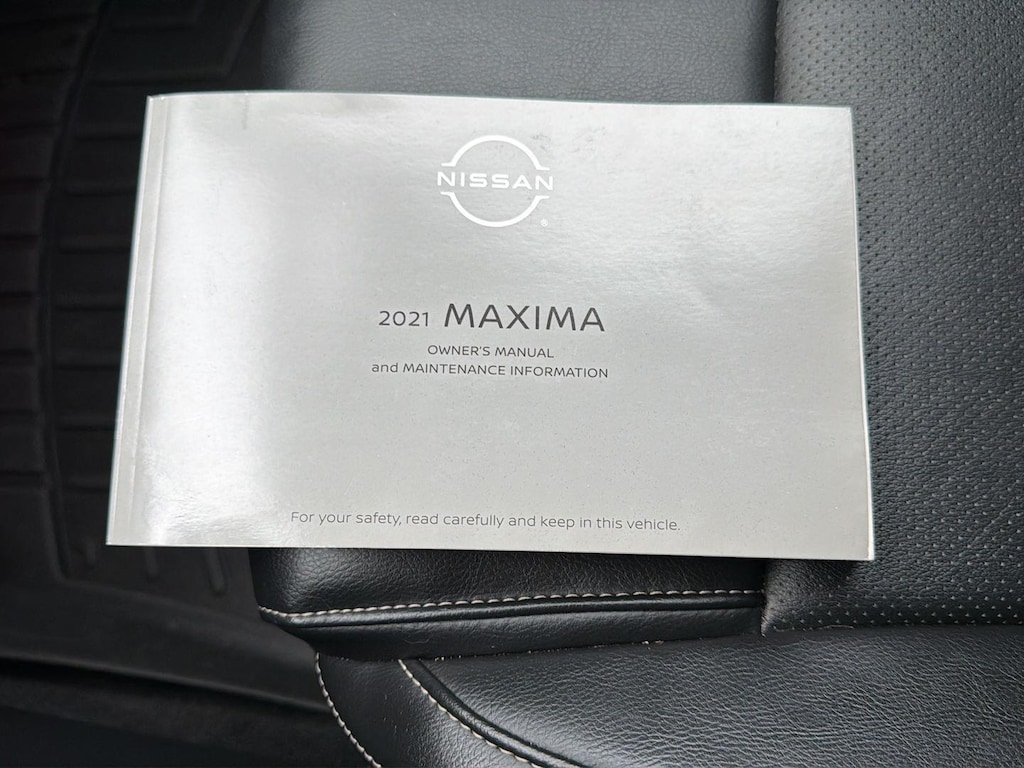 NISSAN
2021 MAXIMA
OWNER'S MANUAL
and MAINTENANCE INFORMATION
For your safety, read carefully and keep in this vehicle.